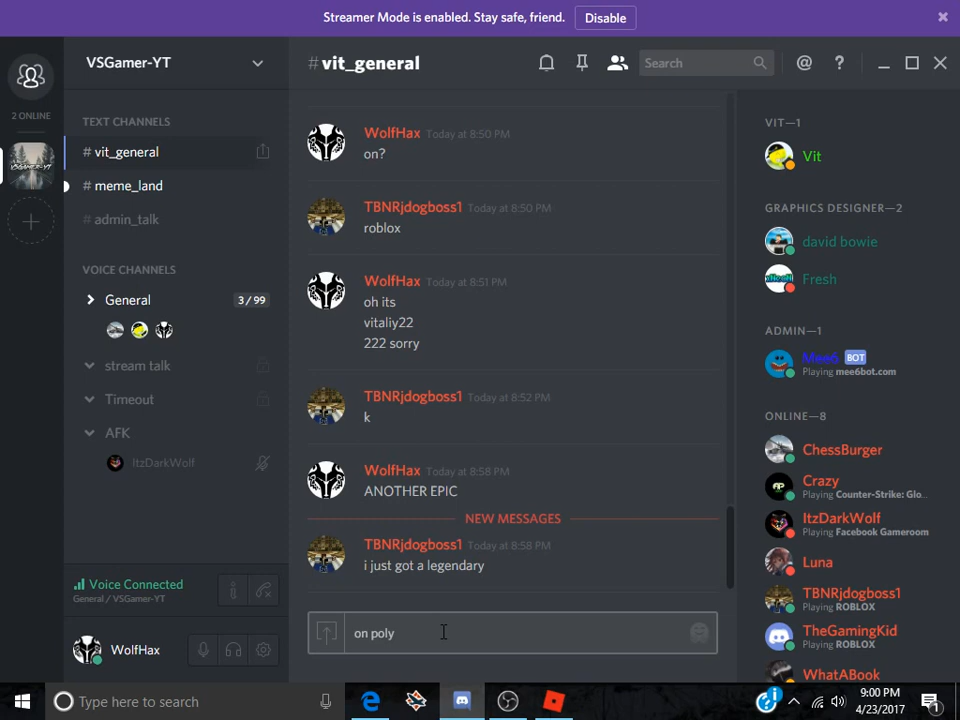 Streamer Mode is enabled. Stay safe, friend. Disable
VSGamer-YT
2 ONLINE
VSGAMER-YT
TEXT CHANNELS
# vit_general
# meme_land
# admin_talk
VOICE CHANNELS
General 3 / 99
stream talk
Timeout
AFK
ItzDarkWolf
Voice Connected
General / VSGamer-YT
WolfHax
# vit_general
Search
@ ?
WolfHax Today at 8:50 PM
on?
TBNRjdogboss1 Today at 8:50 PM
roblox
WolfHax Today at 8:51 PM
oh its
vitaliy22
222 sorry
TBNRjdogboss1 Today at 8:52 PM
k
WolfHax Today at 8:58 PM
ANOTHER EPIC
NEW MESSAGES
TBNRjdogboss1 Today at 8:58 PM
i just got a legendary
on poly
VIT—1
Vit
GRAPHICS DESIGNER—2
david bowie
Fresh
ADMIN—1
Mee6 BOT
Playing mee6bot.com
ONLINE—8
ChessBurger
Crazy
Playing Counter-Strike: Glo...
ItzDarkWolf
Playing Facebook Gameroom
Luna
TBNRjdogboss1
Playing ROBLOX
TheGamingKid
Playing ROBLOX
WhatABook
Type here to search
9:00 PM
4/23/2017
1